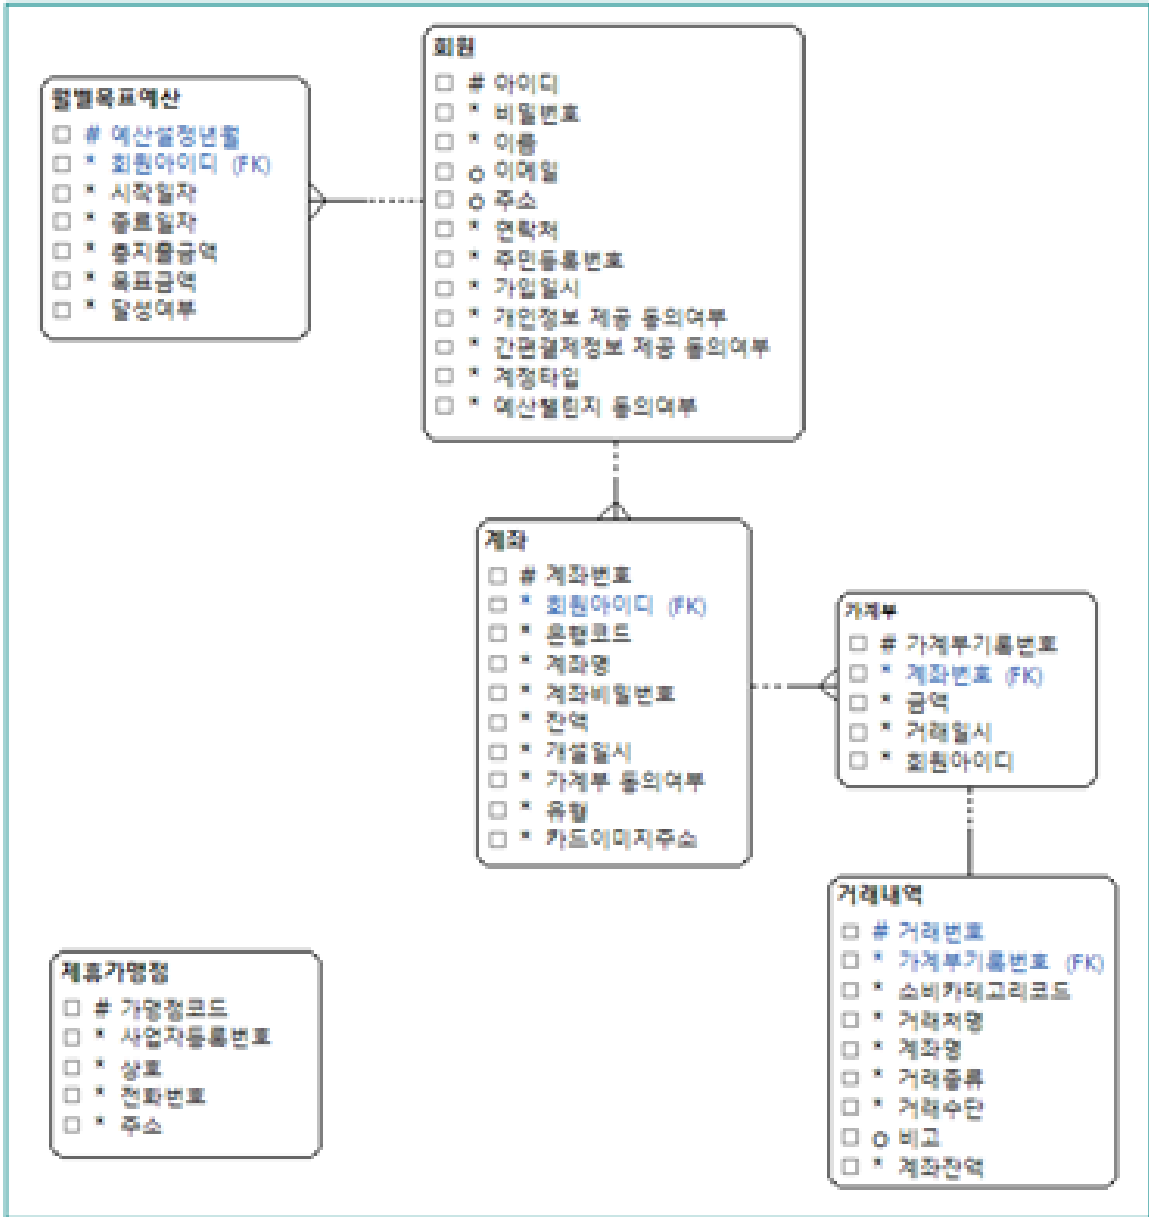 회원
# 아이디
* 비밀번호
* 이름
o 이메일
o 주소
* 연락처
* 주민등록번호
* 가입일시
* 개인정보 제공 동의여부
* 간편결제정보 제공 동의여부
* 계정타입
* 예산챌린지 동의여부
월별목표예산
# 예산설정년월
* 회원아이디 (FK)
* 시작일자
* 종료일자
* 총지출금액
* 목표금액
* 달성여부
계좌
# 계좌번호
* 회원아이디 (FK)
* 은행코드
* 계좌명
* 계좌비밀번호
* 잔액
* 개설일시
* 가계부 동의여부
* 유형
* 카드이미지주소
가계부
# 가계부기록번호
* 계좌번호 (FK)
* 금액
* 거래일시
* 회원아이디
거래내역
# 거래번호
* 가계부기록번호 (FK)
* 소비카테고리코드
* 거래처명
* 계좌명
* 거래종류
* 거래수단
o 비고
* 계좌잔액
제휴가맹점
# 가맹점코드
* 사업자등록번호
* 상호
* 전화번호
* 주소